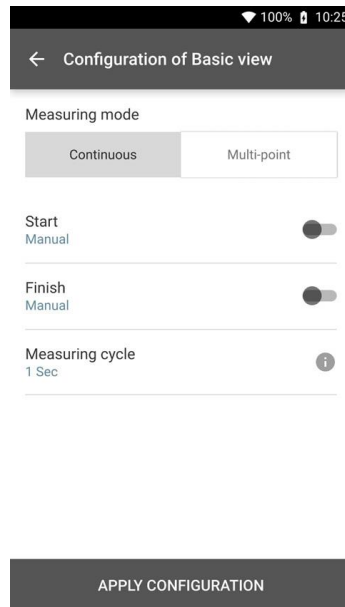 100% 10:25
Configuration of Basic view
Measuring mode
Continuous Multi-point
Start
Manual
Finish
Manual
Measuring cycle
1 Sec
APPLY CONFIGURATION